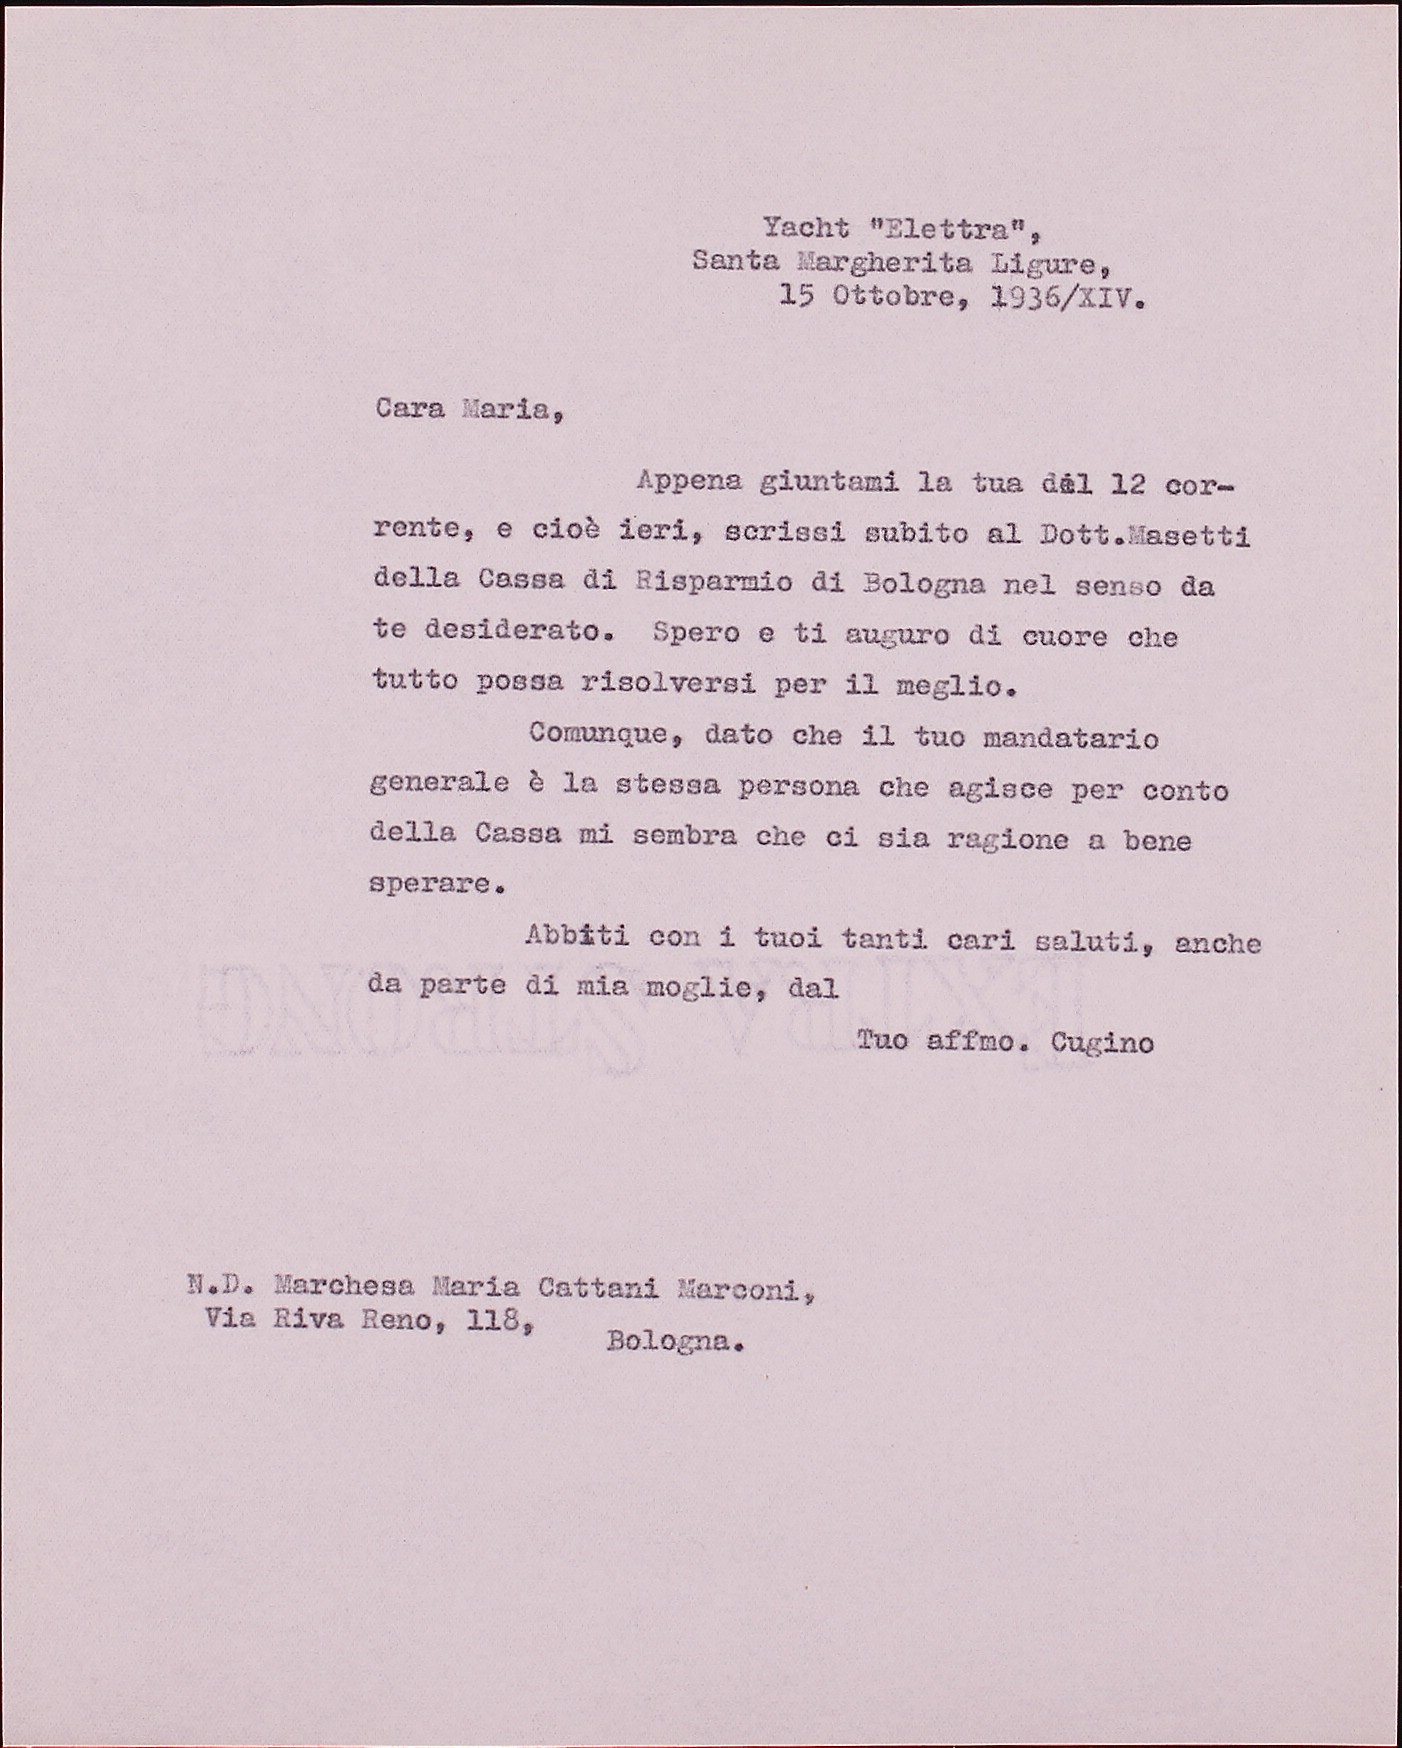 Yacht "Elettra",
Santa Margherita Ligure,
15 Ottobre, 1936/XIV.
Cara Maria,
Appena giuntami la tua del 12 cor-
rente, e cioè ieri, scrissi subito al Dott.Masetti
della Cassa di Risparmio di Bologna nel senso da
te desiderato. Spero e ti auguro di cuore che
tutto possa risolversi per il meglio.
Comunque, dato che il tuo mandatario
generale è la stessa persona che agisce per conto
della Cassa mi sembra che ci sia ragione a bene
sperare.
Abbiti con i tuoi tanti cari saluti, anche
da parte di mia moglie, dal
Tuo affmo. Cugino
EXTRA STRONG
N.D. Marchesa Maria Cattani Marconi,
Via Riva Reno, 118,
Bologna.